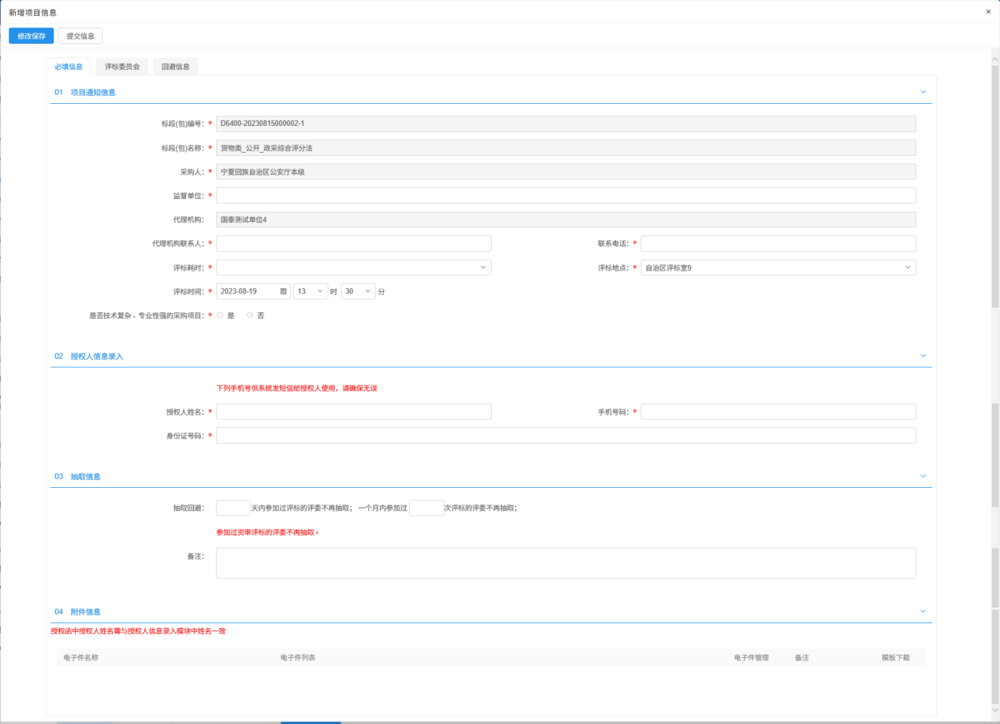 新增项目信息 ×
修改保存 提交信息
必填信息 评标委员会 回避信息
01 项目通知信息
标段(包)编号: * D6400-20230815000002-1
标段(包)名称: * 货物类_公开_政采综合评分法
采购人: * 宁夏回族自治区公安厅本级
监督单位: *
代理机构: 国泰测试单位4
代理机构联系人: * 联系电话: *
评标耗时: * 评标地点: * 自治区评标室9
评标时间: * 2023-08-19 13 时 30 分
是否技术复杂、专业性强的采购项目: * 是 否
02 授权人信息录入
下列手机号供系统发短信给授权人使用，请确保无误
授权人姓名: * 手机号码: *
身份证号码: *
03 抽取信息
抽取回避: 天内参加过评标的评委不再抽取; 一个月内参加过 次评标的评委不再抽取;
参加过资审评标的评委不再抽取。
备注:
04 附件信息
授权函中授权人姓名需与授权人信息录入模块中姓名一致
电子件名称 电子件列表 电子件管理 备注 模板下载